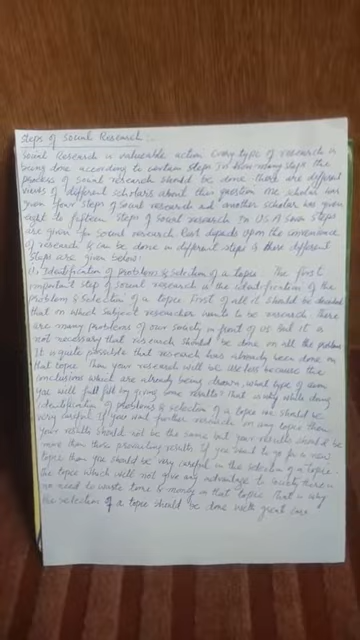 Steps of Social Research:-
Social Research is valueable action. Every type of research is
being done according to certain steps. In how many steps the
process of social research should be done. There are different
views of different scholars about this question. One scholar has
given four steps of social research and another scholar has given
eight to fifteen steps of social research. In U.S.A seven steps
are given for social research. But depends upon the convenience
of research & can be done in different steps & these different
steps are given below:
(1) "Identification of problems & selection of a topic The first
important step of social research is the identification of the
problem & selection of a topic. First of all it should be decided
that on which subject researcher wants to be research. There
are many problems of our society in front of us but it is
not necessary that research should be done on all the problems.
It is quite possible that research has already been done on
that topic. Then your research will be useless because the
conclusions which are already being drawn, what type of
you will full fill by giving same results? That is why while doing
identification of problems & selection of a topic we should be
very careful. If you want further research on any topic then
your results should not be the same but your results should be
more than those prevailing results. If you want to go for a new
topic then you should be very careful in the selection of a topic.
the topic which will not give any advantage to society there is
no need to waste time & money on that topic. That is why
the selection of a topic should be done with great care